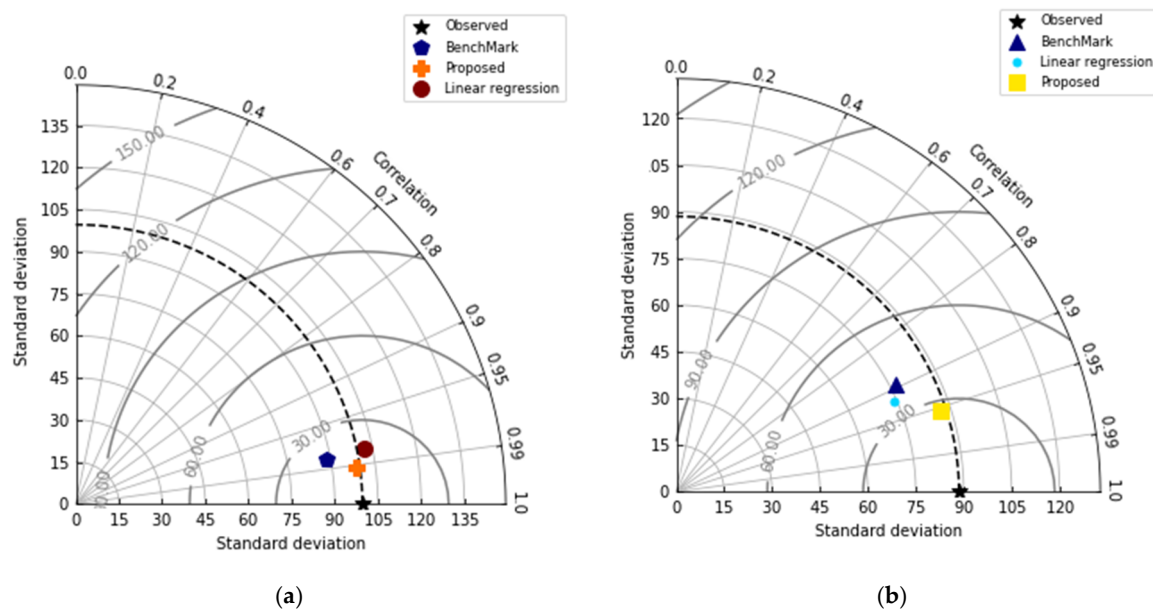 Observed
BenchMark
Proposed
Linear regression
0.0
0.2
0.4
0.6
0.7
0.8
0.9
0.95
0.99
1.0
Correlation
Standard deviation
135
120
105
90
75
60
45
30
15
0
150.00
120.00
60.00
30.00
0 15 30 45 60 75 90 105 120 135
Standard deviation
(a)
Observed
BenchMark
Linear regression
Proposed
0.0
0.2
0.4
0.6
0.7
0.8
0.9
0.95
0.99
1.0
Correlation
Standard deviation
120
05
90
75
60
45
30
15
0
120.00
90.00
60.00
30.00
0 15 30 45 60 75 90 105 120
Standard deviation
(b)